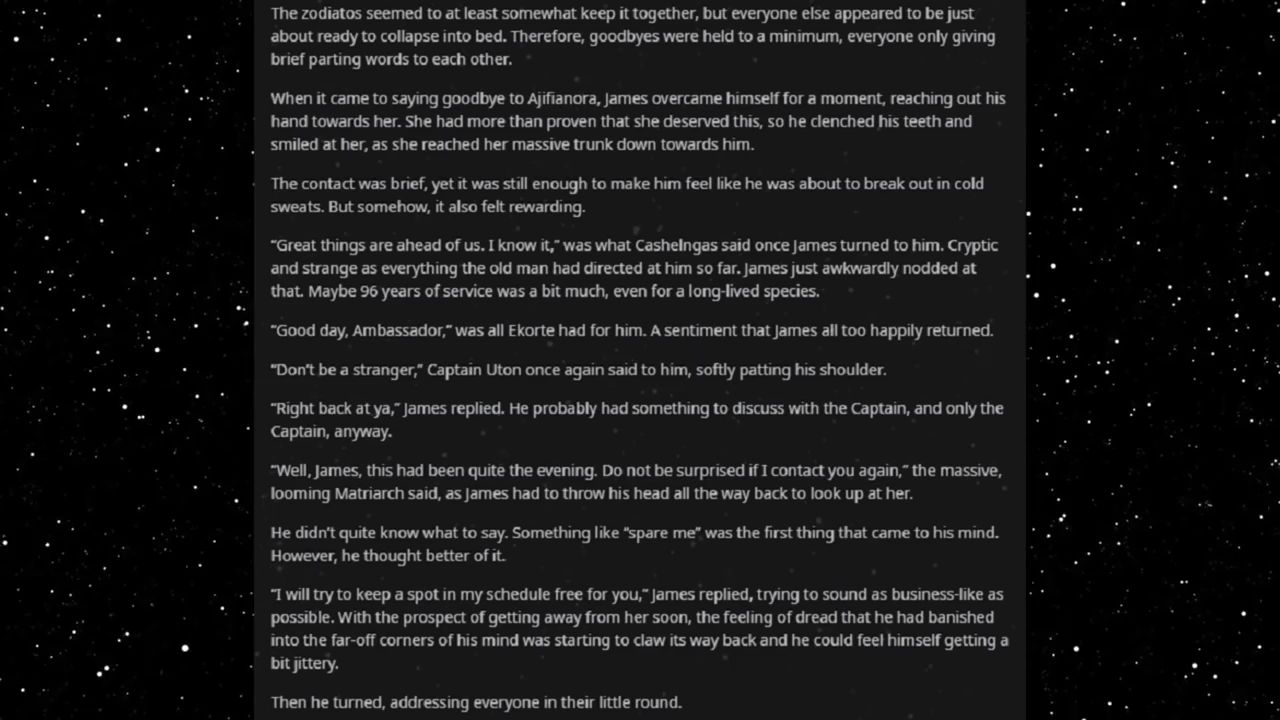 The zodiatos seemed to at least somewhat keep it together, but everyone else appeared to be just
about ready to collapse into bed. Therefore, goodbyes were held to a minimum, everyone only giving
brief parting words to each other.
When it came to saying goodbye to Ajifianora, James overcame himself for a moment, reaching out his
hand towards her. She had more than proven that she deserved this, so he clenched his teeth and
smiled at her, as she reached her massive trunk down towards him.
The contact was brief, yet it was still enough to make him feel like he was about to break out in cold
sweats. But somehow, it also felt rewarding.
“Great things are ahead of us. I know it,” was what Cashelngas said once James turned to him. Cryptic
and strange as everything the old man had directed at him so far. James just awkwardly nodded at
that. Maybe 96 years of service was a bit much, even for a long-lived species.
“Good day, Ambassador,” was all Ekorte had for him. A sentiment that James all too happily returned.
“Don’t be a stranger,” Captain Uton once again said to him, softly patting his shoulder.
“Right back at ya,” James replied. He probably had something to discuss with the Captain, and only the
Captain, anyway.
“Well, James, this had been quite the evening. Do not be surprised if I contact you again,” the massive,
looming Matriarch said, as James had to throw his head all the way back to look up at her.
He didn’t quite know what to say. Something like “spare me” was the first thing that came to his mind.
However, he thought better of it.
“I will try to keep a spot in my schedule free for you,” James replied, trying to sound as business-like as
possible. With the prospect of getting away from her soon, the feeling of dread that he had banished
into the far-off corners of his mind was starting to claw its way back and he could feel himself getting a
bit jittery.
Then he turned, addressing everyone in their little round.